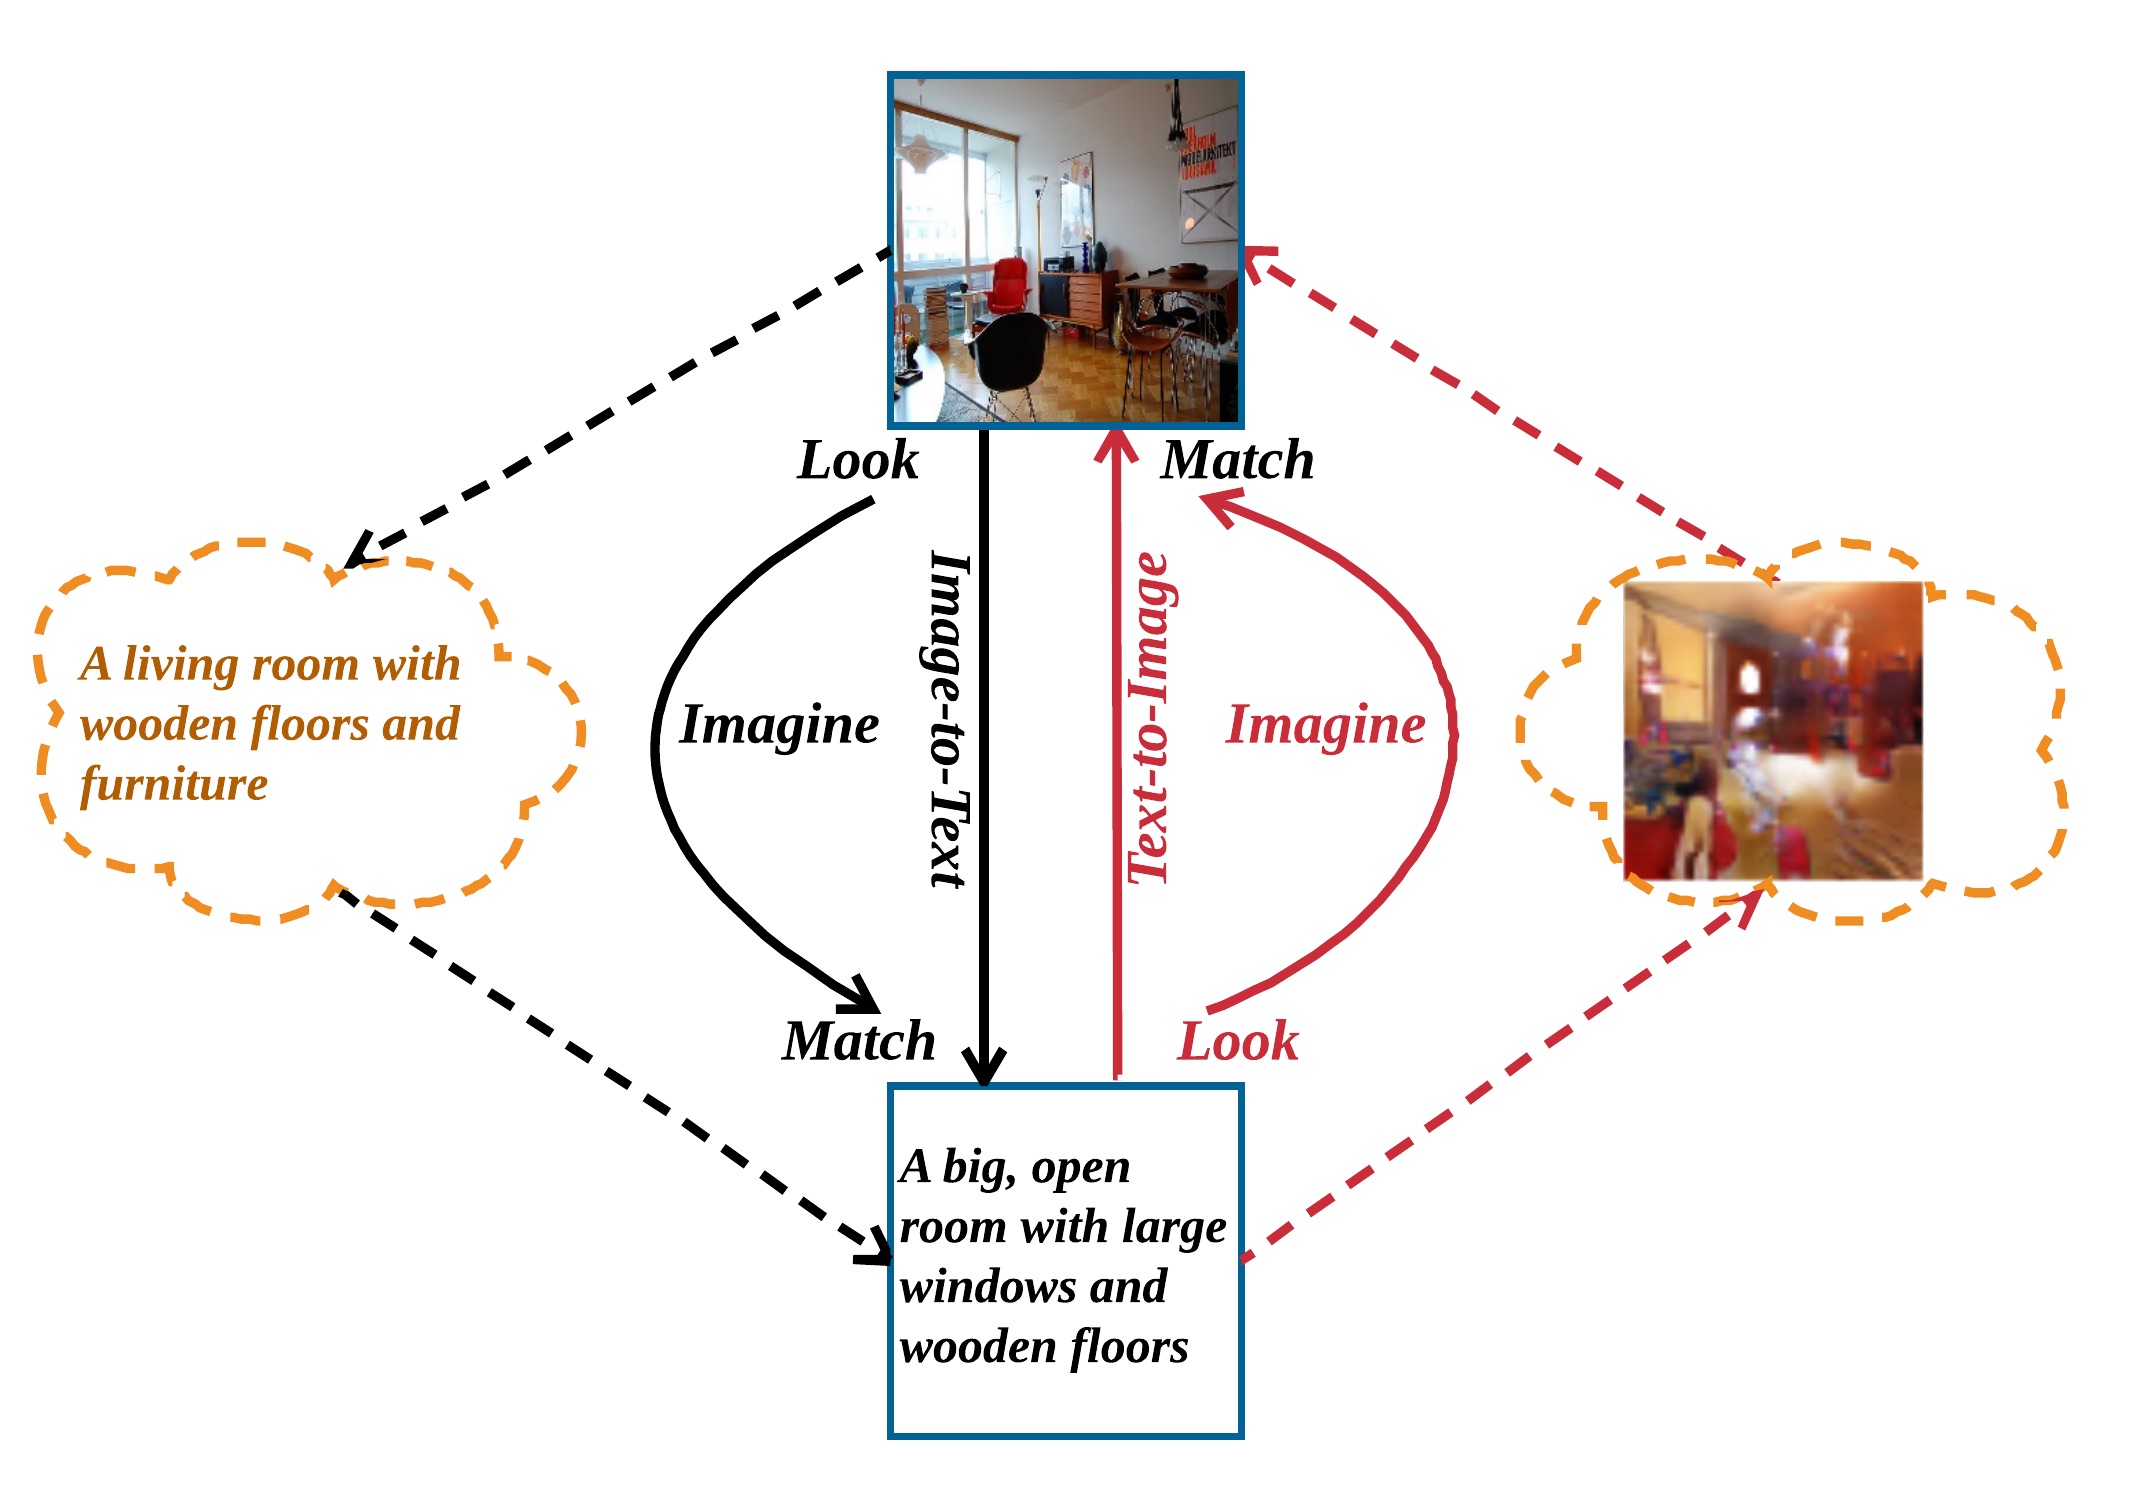 Look
Match
Image-to-Text
Text-to-Image
A living room with
wooden floors and
furniture
Imagine
Imagine
Match
Look
A big, open
room with large
windows and
wooden floors